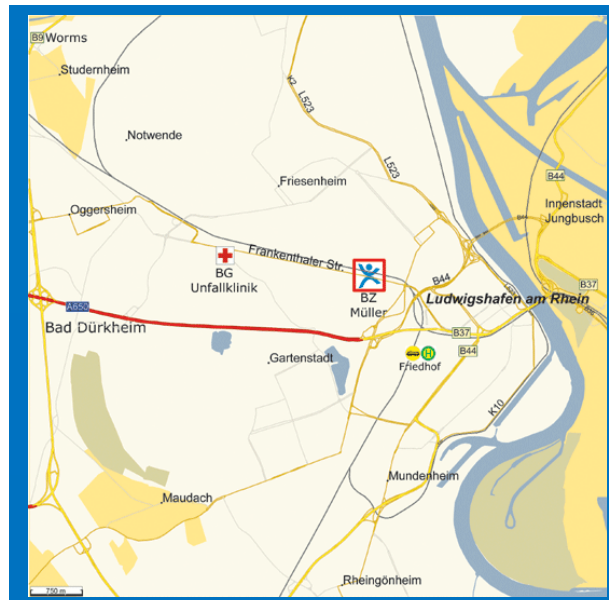 B9 Worms
Studernheim
K2
L523
Notwende
L523
Friesenheim
B44
Innenstadt
Jungbusch
Oggersheim
B44
Frankenthaler Str.
BG
Unfallklinik
B44
B37
BZ
Müller
Ludwigshafen am Rhein
A650
Bad Dürkheim
B37
B44
Gartenstadt
H
Friedhof
K10
Mundenheim
Maudach
Rheingönheim
750 m